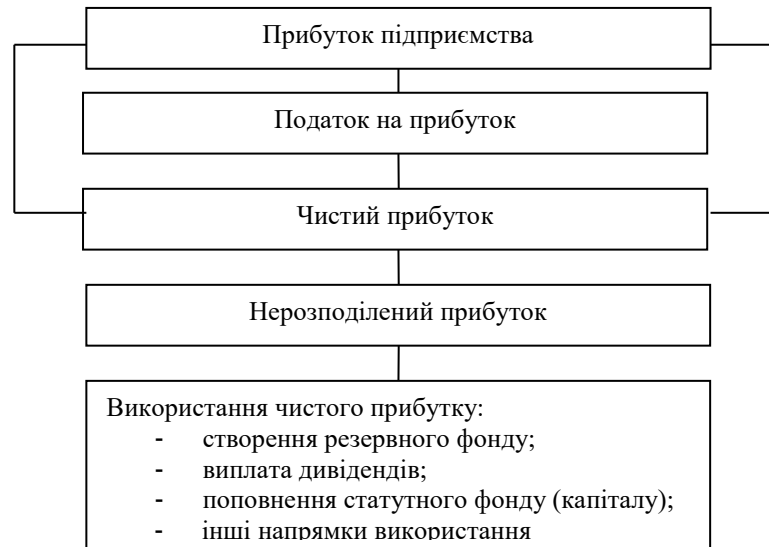 Прибуток підприємства
Податок на прибуток
Чистий прибуток
Нерозподілений прибуток
Використання чистого прибутку:
- створення резервного фонду;
- виплата дивідендів;
- поповнення статутного фонду (капіталу);
- інші напрямки використання